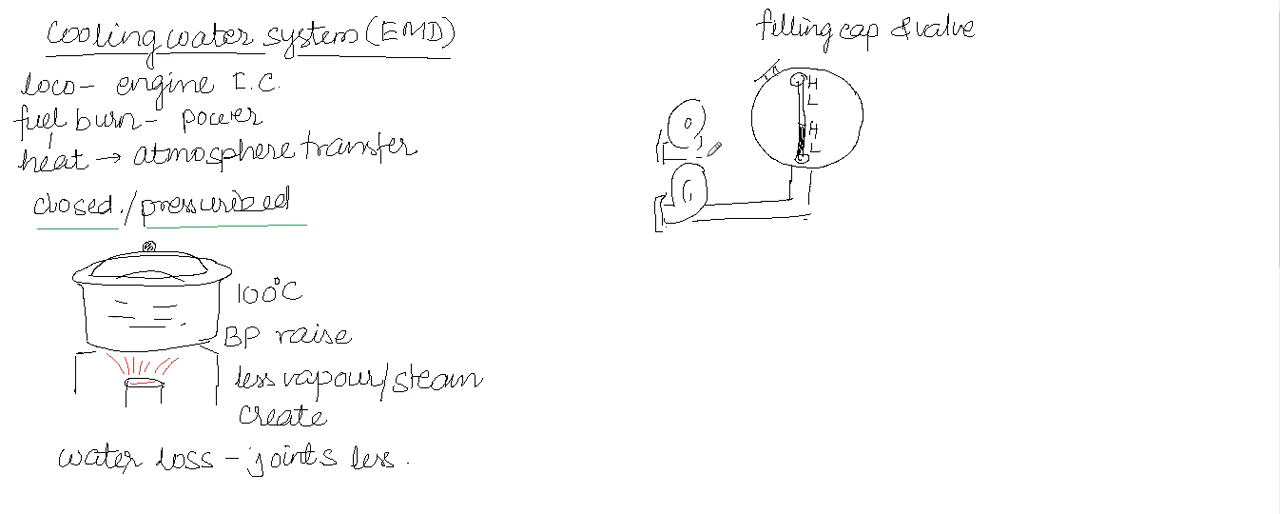 Cooling water system (EMD)
loco - engine I.C.
fuel burn - power
heat → atmosphere transfer
closed./pressurized
100°C
BP raise
less vapour/steam
create
water loss - joints less.
filling cap & valve
H
L
H
L